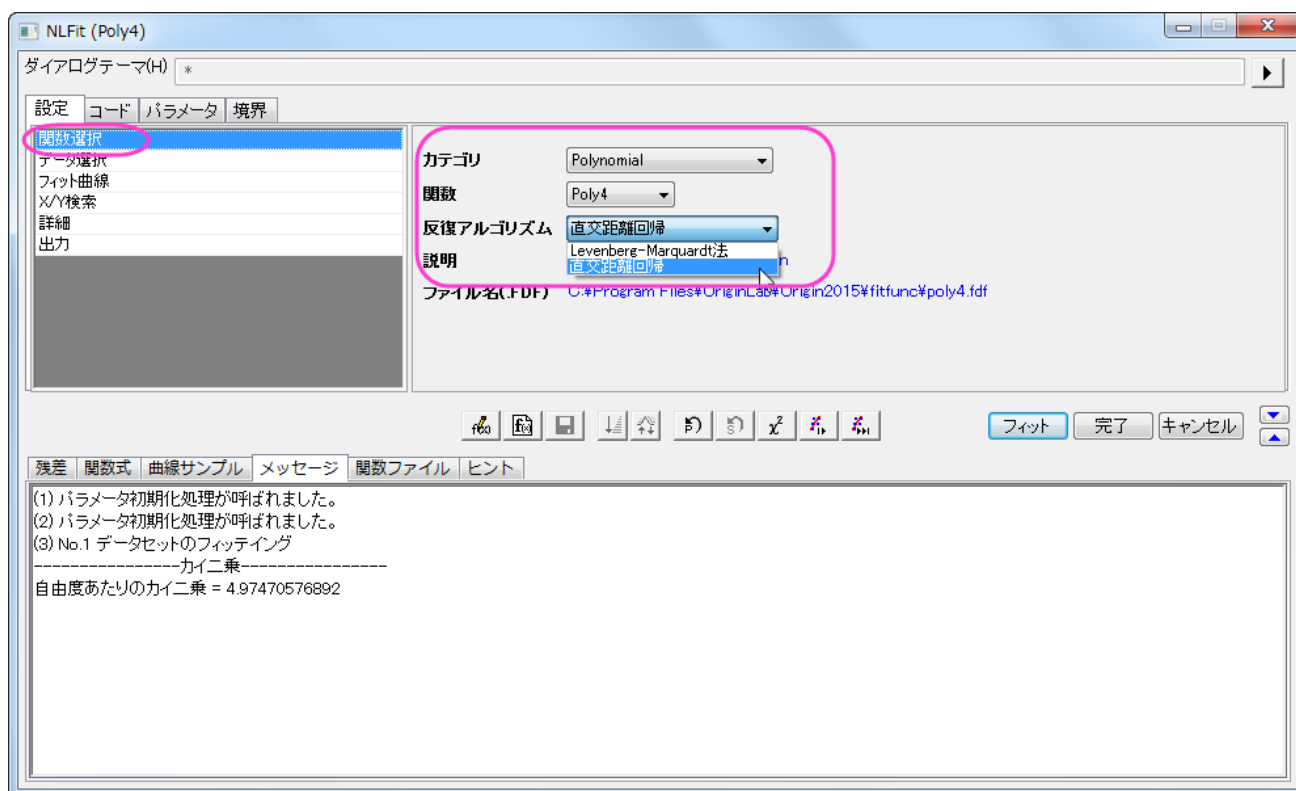 NLFit (Poly4)
ダイアログテーマ(H) *
設定 コード パラメータ 境界
関数選択
データ選択
フィット曲線
X/Y検索
詳細
出力
カテゴリ Polynomial
関数 Poly4
反復アルゴリズム 直交距離回帰
Levenberg-Marquardt法
説明 直交距離回帰 n
ファイル名(.FDF) C:¥Program Files¥OriginLab¥Origin2015¥fitfunc¥poly4.fdf
フィット 完了 キャンセル
残差 関数式 曲線サンプル メッセージ 関数ファイル ヒント
(1) パラメータ初期化処理が呼ばれました。
(2) パラメータ初期化処理が呼ばれました。
(3) No.1 データセットのフィッテイング
----------------カイ二乗----------------
自由度あたりのカイ二乗 = 4.97470576892